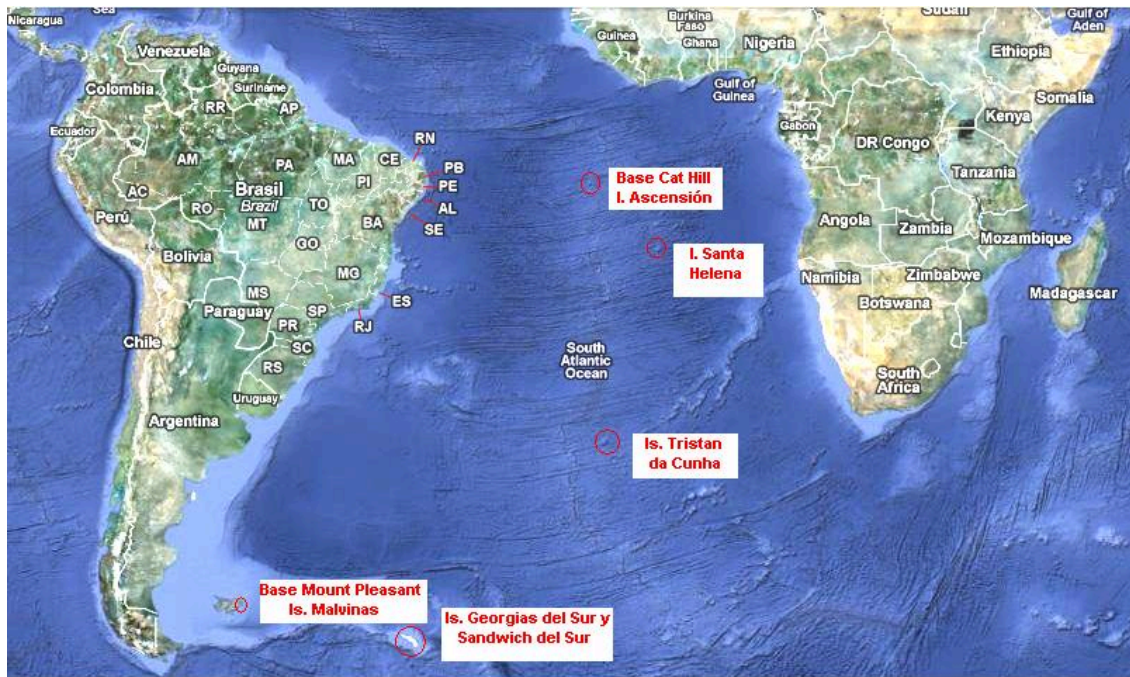 Nicaragua
Sea
Venezuela
Guyana
Suriname
Colombia
RR
AP
Ecuador
AM
PA
MA
CE
RN
PB
PI
PE
AC
Brasil
Brazil
TO
AL
RO
MT
BA
SE
Perú
GO
Bolivia
MG
MS
ES
Paraguay
SP
PR
RJ
Chile
SC
RS
Uruguay
Argentina
Guinea
Burkina
Faso
Ghana
Nigeria
Gulf of
Guinea
Sudan
Gulf of
Aden
Ethiopia
Somalia
Kenya
Gabon
DR Congo
Tanzania
Angola
Zambia
Mozambique
Namibia
Zimbabwe
Botswana
Madagascar
South
Africa
South
Atlantic
Ocean
Base Cat Hill
I. Ascensión
I. Santa
Helena
Is. Tristan
da Cunha
Base Mount Pleasant
Is. Malvinas
Is. Georgias del Sur y
Sandwich del Sur